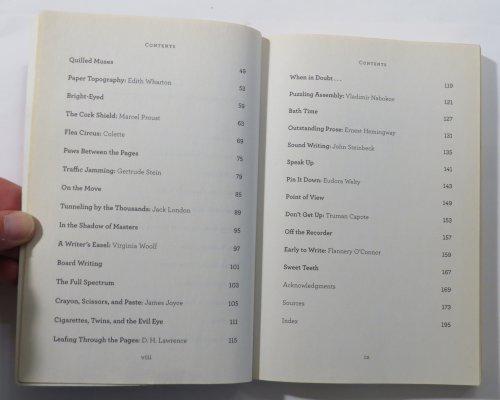 CONTENTS
Quilled Muses 49
Paper Topography: Edith Wharton 53
Bright-Eyed 59
The Cork Shield: Marcel Proust 63
Flea Circus: Colette 69
Paws Between the Pages 75
Traffic Jamming: Gertrude Stein 79
On the Move 85
Tunneling by the Thousands: Jack London 89
In the Shadow of Masters 95
A Writer's Easel: Virginia Woolf 97
Board Writing 101
The Full Spectrum 103
Crayon, Scissors, and Paste: James Joyce 105
Cigarettes, Twins, and the Evil Eye 111
Leafing Through the Pages: D. H. Lawrence 115
viii
CONTENTS
When in Doubt . . . 119
Puzzling Assembly: Vladimir Nabokov 121
Bath Time 127
Outstanding Prose: Ernest Hemingway 131
Sound Writing: John Steinbeck 135
Speak Up 141
Pin It Down: Eudora Welty 143
Point of View 149
Don't Get Up: Truman Capote 153
Off the Recorder 157
Early to Write: Flannery O'Connor 159
Sweet Teeth 167
Acknowledgments 169
Sources 173
Index 195
ix